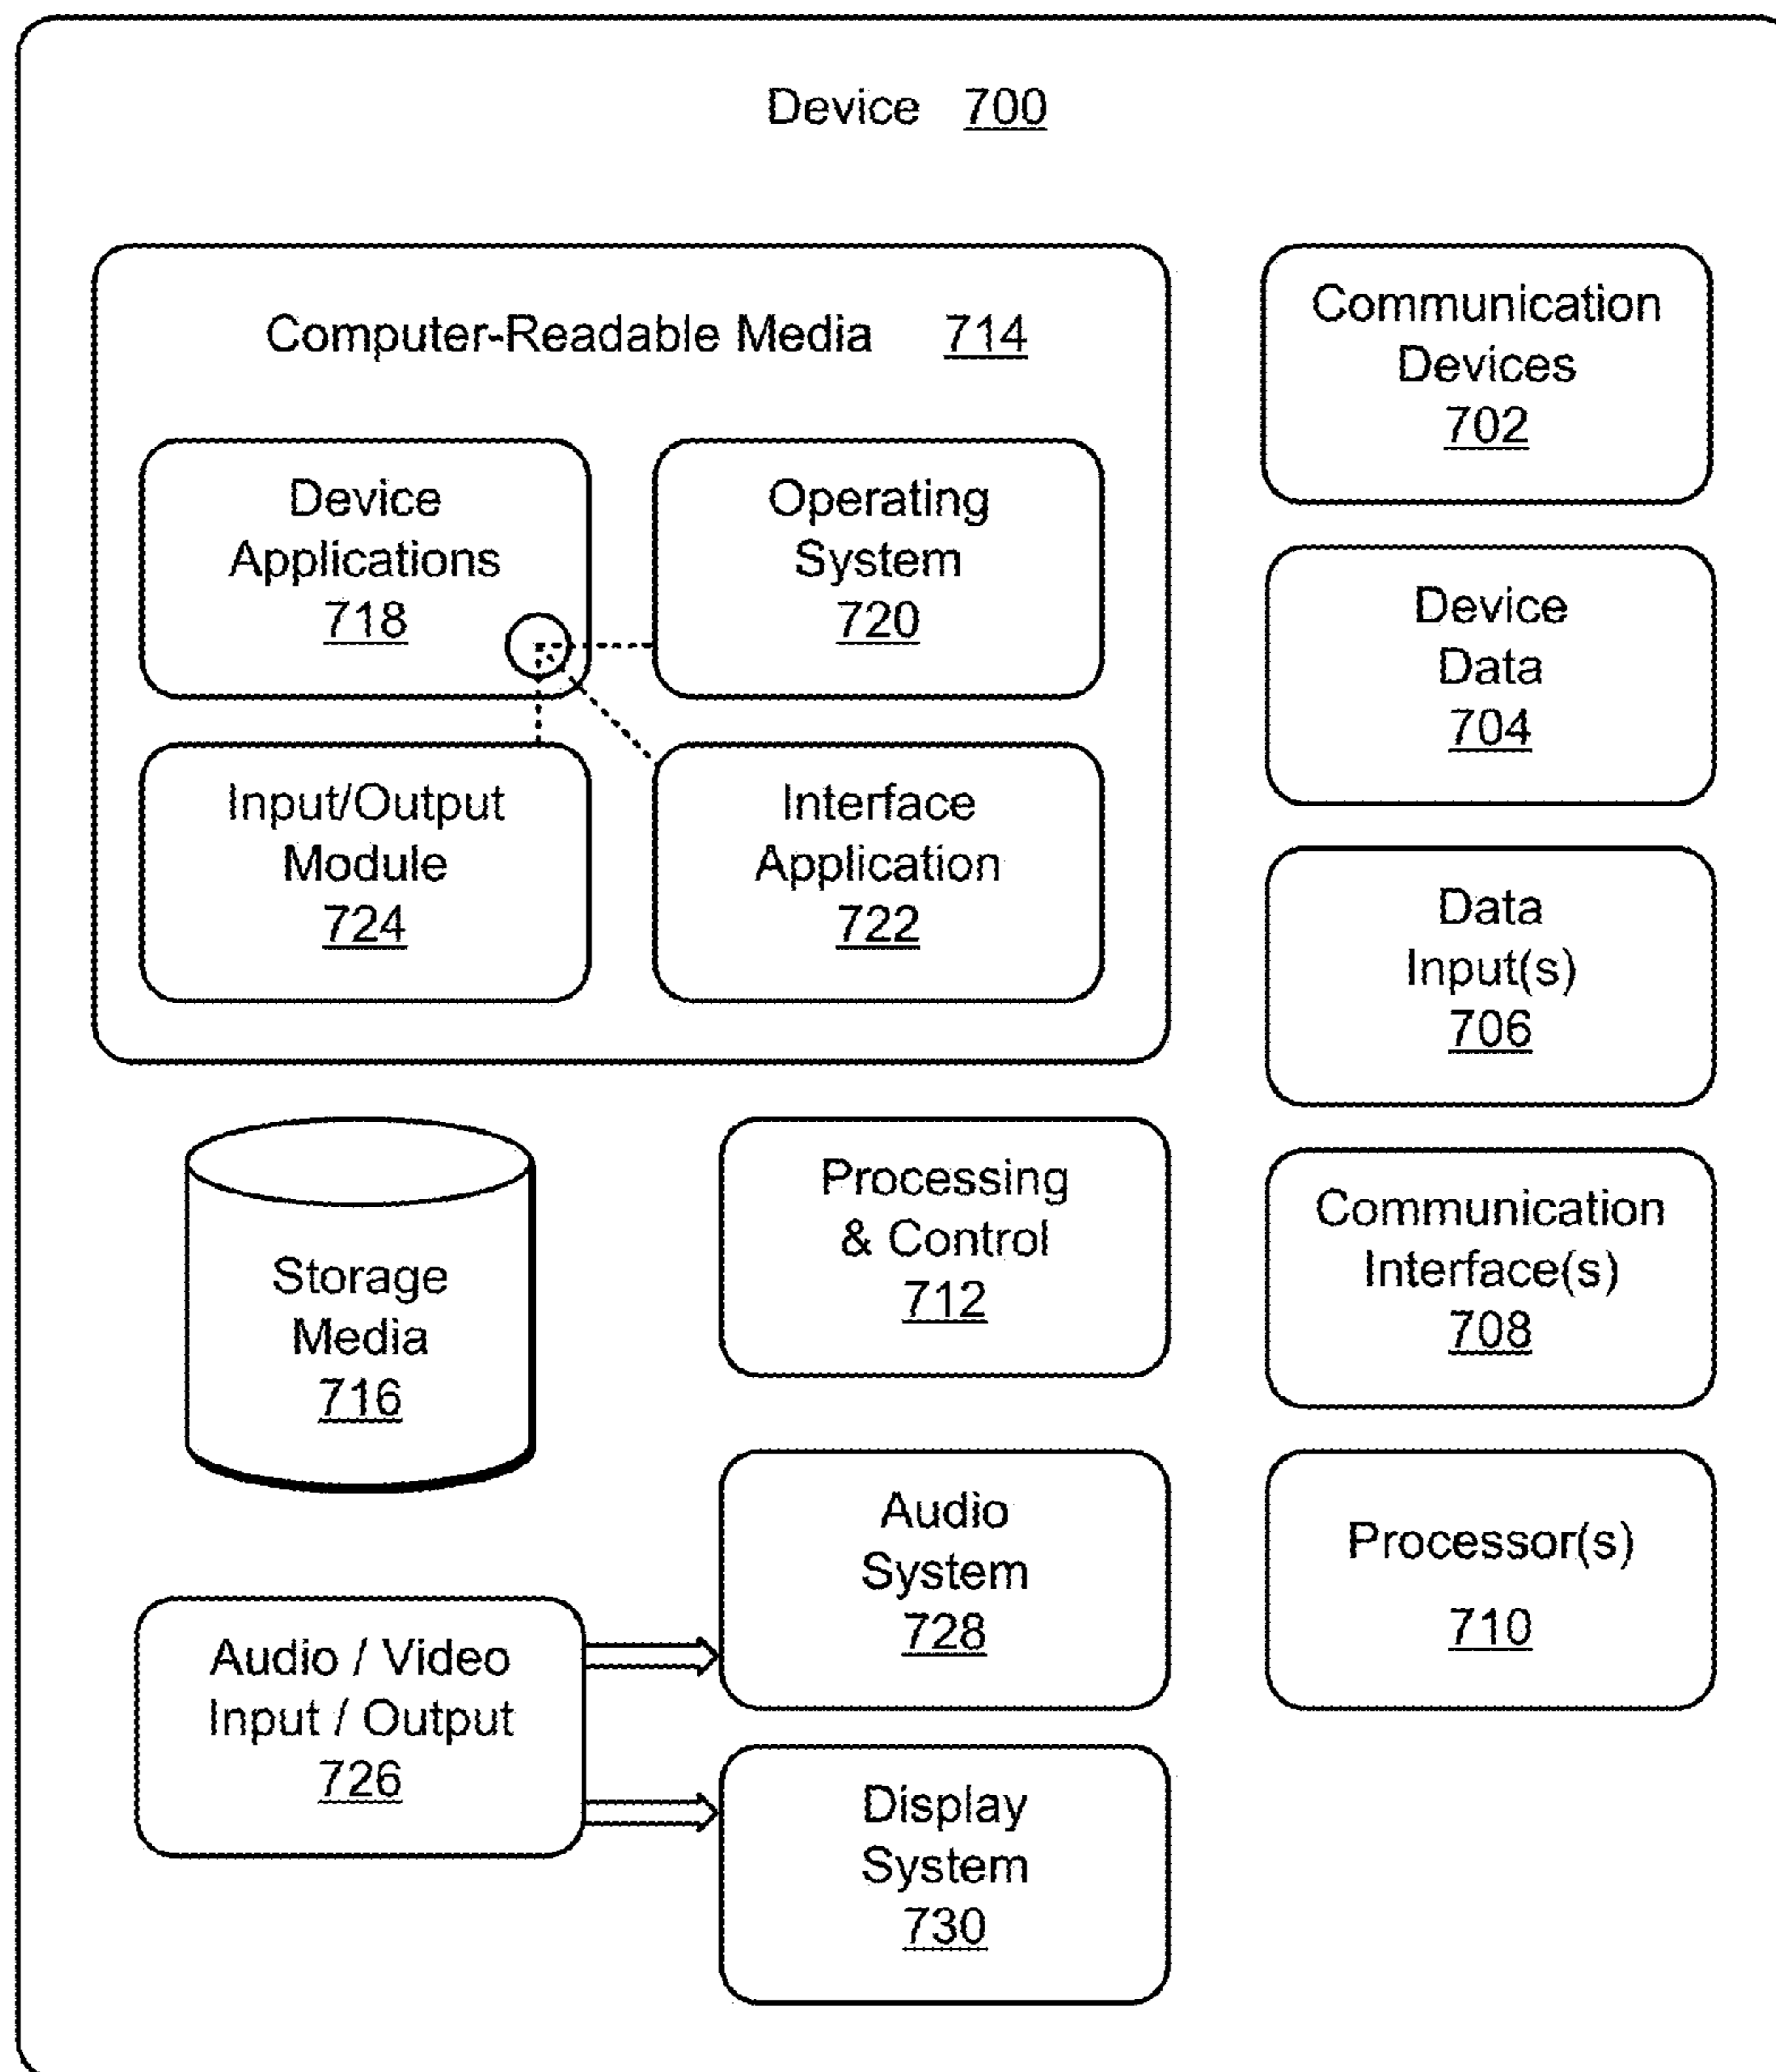 Device 700
Computer-Readable Media 714
Device
Applications
718
Operating
System
720
Input/Output
Module
724
Interface
Application
722
Communication
Devices
702
Device
Data
704
Data
Input(s)
706
Communication
Interface(s)
708
Processor(s)
710
Storage
Media
716
Processing
& Control
712
Audio / Video
Input / Output
726
Audio
System
728
Display
System
730